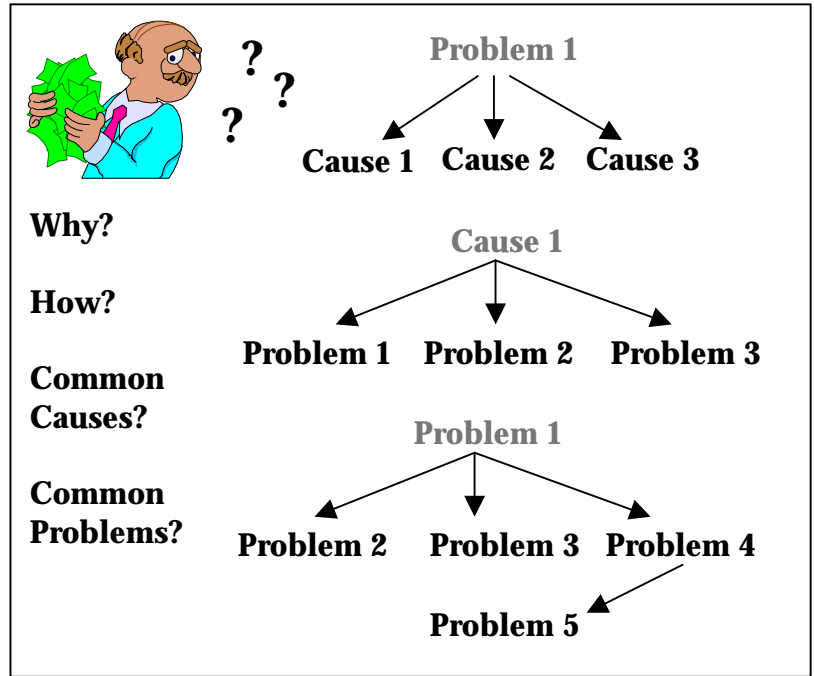 ?
?
?
Problem 1
Cause 1 Cause 2 Cause 3
Why?
How?
Common
Causes?
Common
Problems?
Cause 1
Problem 1 Problem 2 Problem 3
Problem 1
Problem 2 Problem 3 Problem 4
Problem 5